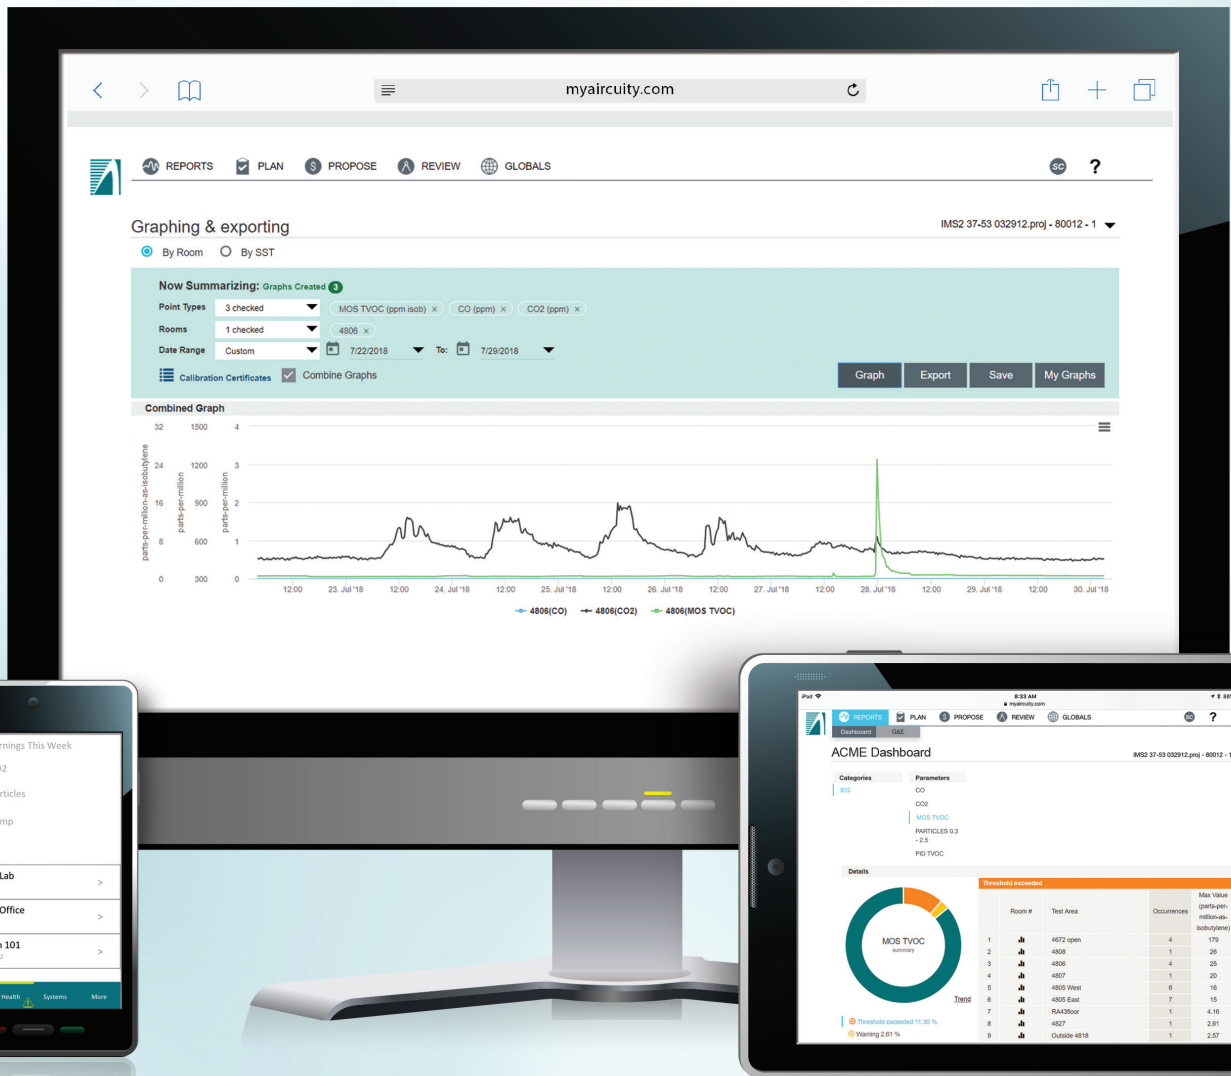 myaircuity.com
REPORTS PLAN PROPOSE REVIEW GLOBALS SC ?
Graphing & exporting IMS2 37-53 032912.proj - 80012 - 1
By Room By SST
Now Summarizing: Graphs Created 3
Point Types 3 checked MOS TVOC (ppm isob) × CO (ppm) × CO2 (ppm) ×
Rooms 1 checked 4806 ×
Date Range Custom 7/22/2018 To: 7/29/2018
Calibration Certificates Combine Graphs Graph Export Save My Graphs
Combined Graph
32 1500 4
24 1200 3
16 900 2
8 600 1
0 300 0
parts-per-million-as-isobutylene
parts-per-million
parts-per-million
12:00 23. Jul '18 12:00 24. Jul '18 12:00 25. Jul '18 12:00 26. Jul '18 12:00 27. Jul '18 12:00 28. Jul '18 12:00 29. Jul '18 12:00 30. Jul '18
4806(CO) 4806(CO2) 4806(MOS TVOC)
rnings This Week
02
rticles
mp
Lab >
Office >
n 101 >
2
Health Systems More
iPad 8:33 AM 88%
myaircuity.com
REPORTS PLAN PROPOSE REVIEW GLOBALS SC ?
Dashboard G&E
ACME Dashboard IMS2 37-53 032912.proj - 80012 - 1
Categories Parameters
IEQ CO
CO2
MOS TVOC
PARTICLES 0.3
- 2.5
PID TVOC
Details
MOS TVOC
summary
Trend
Threshold exceeded 11.30 %
Warning 2.61 %
Threshold exceeded
Room # Test Area Occurrences Max Value (parts-per-million-as-isobutylene)
1 4672 open 4 179
2 4808 1 26
3 4806 4 25
4 4807 1 20
5 4805 West 6 16
6 4805 East 7 15
7 RA43floor 1 4.16
8 4827 1 2.61
9 Outside 4818 1 2.57